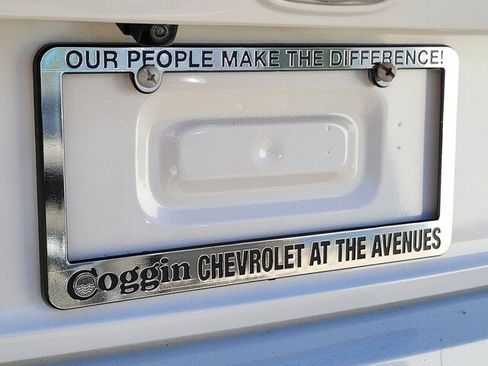 OUR PEOPLE MAKE THE DIFFERENCE!
Coggin CHEVROLET AT THE AVENUES